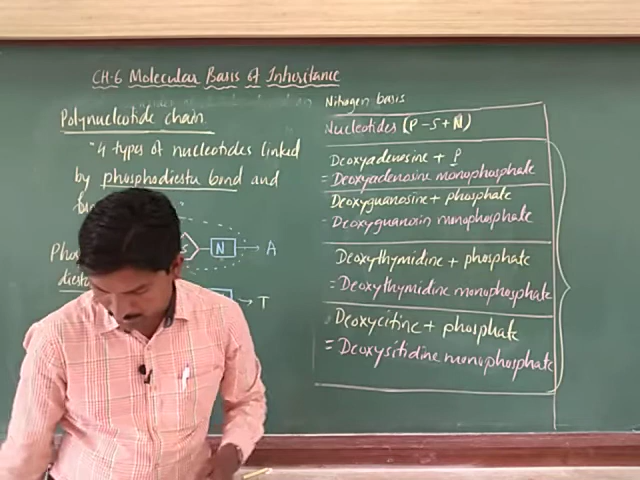 CH-6 Molecular Basis of Inheritance
Polynucleotide chain
"4 types of nucleotides linked
by phosphodiesta bond and
N → A
→ T
Nitrogen basis
Nucleotides (P-S+N)
Deoxyadenosine + P
= Deoxyadenosine monophosphate
Deoxyguanosine + phosphate
Deoxyguanosin monophosphate
Deoxythymidine + phosphate
= Deoxythymidine monophosphate
Deoxycitine + phosphate
= Deoxysitidine monophosphate